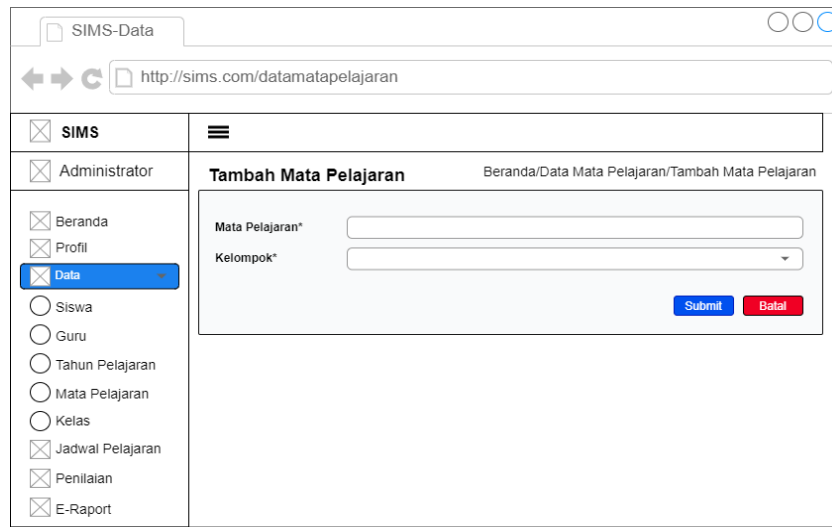 SIMS-Data
http://sims.com/datamatapelajaran
SIMS
Administrator
Beranda
Profil
Data
Siswa
Guru
Tahun Pelajaran
Mata Pelajaran
Kelas
Jadwal Pelajaran
Penilaian
E-Raport
Tambah Mata Pelajaran
Beranda/Data Mata Pelajaran/Tambah Mata Pelajaran
Mata Pelajaran*
Kelompok*
Submit
Batal